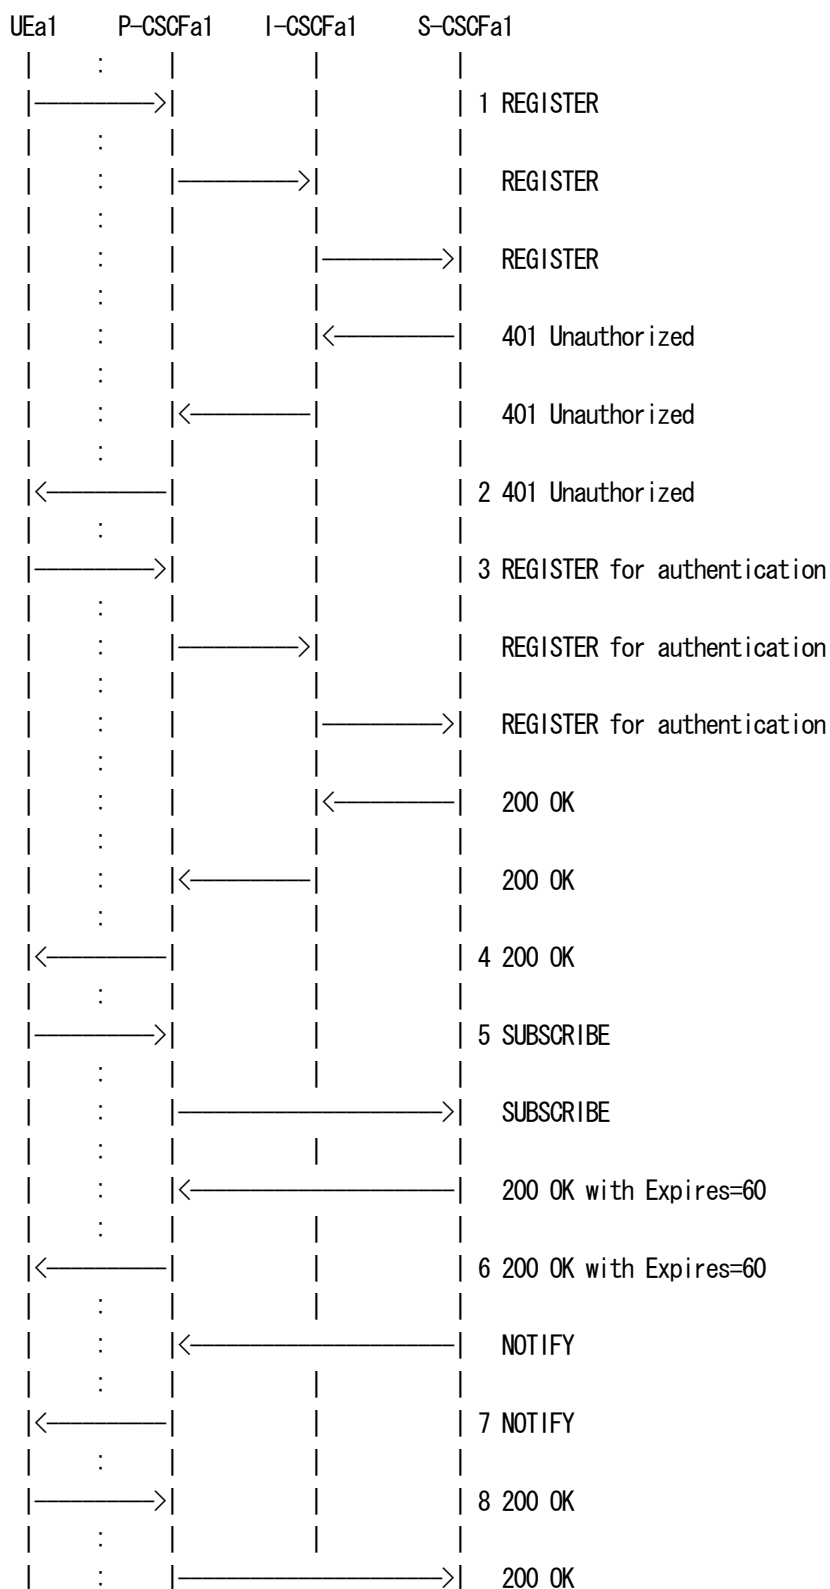 UEa1 P-CSCFa1 I-CSCFa1 S-CSCFa1
1 REGISTER
REGISTER
REGISTER
401 Unauthorized
401 Unauthorized
2 401 Unauthorized
3 REGISTER for authentication
REGISTER for authentication
REGISTER for authentication
200 OK
200 OK
4 200 OK
5 SUBSCRIBE
SUBSCRIBE
200 OK with Expires=60
6 200 OK with Expires=60
NOTIFY
7 NOTIFY
8 200 OK
200 OK